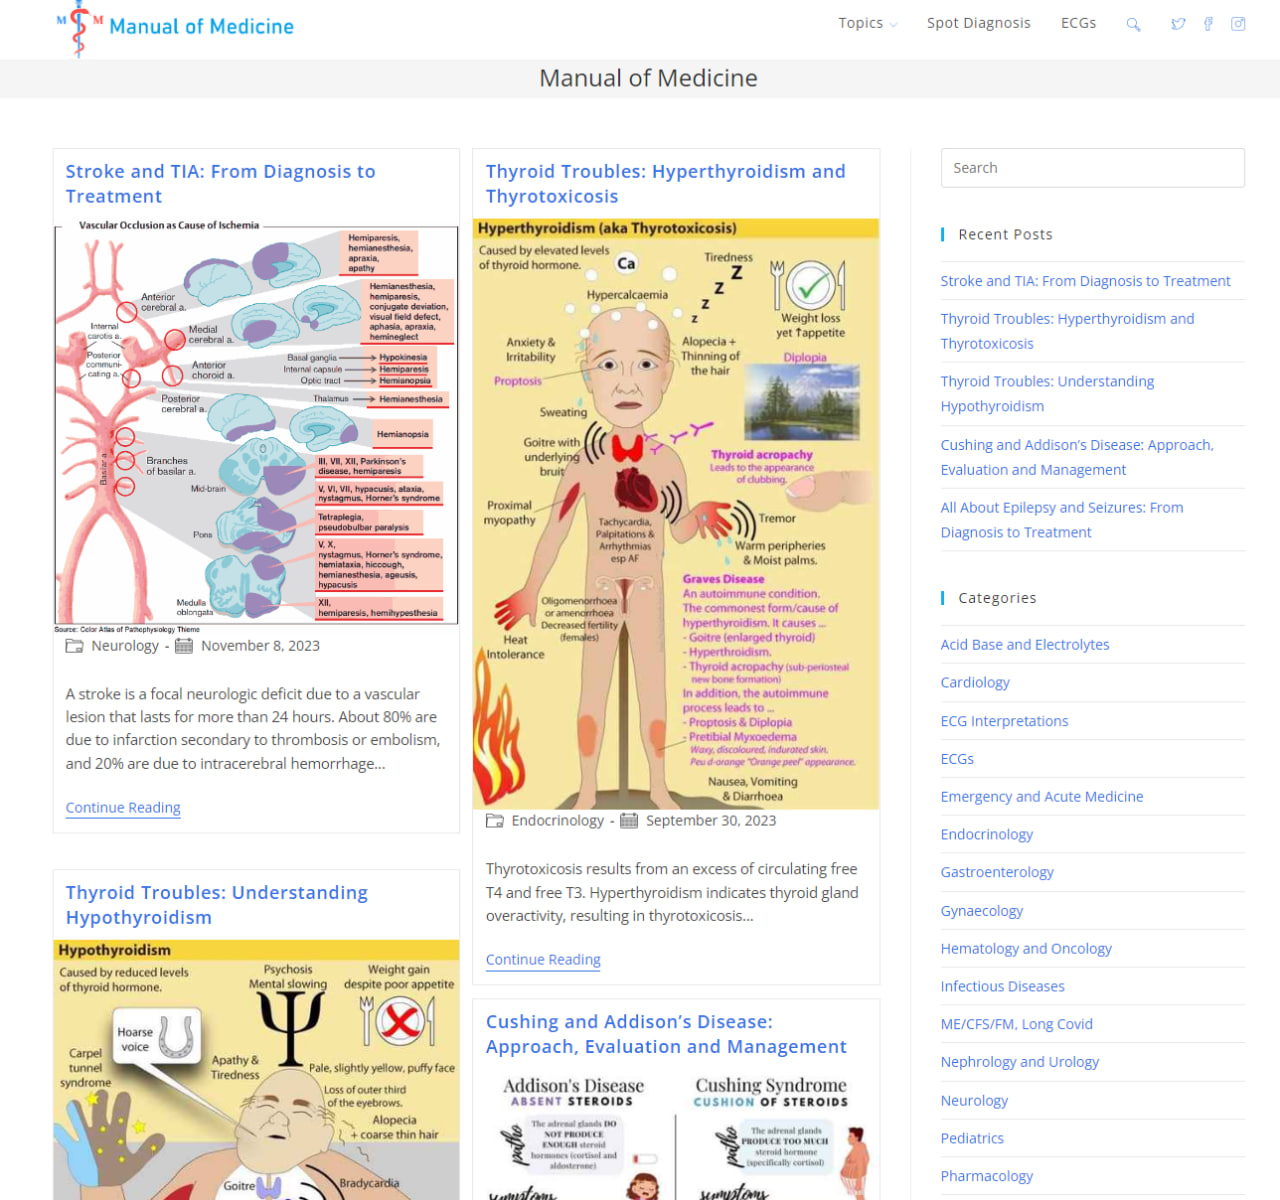 M M Manual of Medicine
Topics
Spot Diagnosis
ECGs
Manual of Medicine
Stroke and TIA: From Diagnosis to
Treatment
Vascular Occlusion as Cause of Ischemia
Hemiparesis,
hemianesthesia,
apraxia,
apathy
Anterior
cerebral a.
Hemianesthesia,
hemiparesis,
conjugate deviation,
visual field defect,
aphasia, apraxia,
hemineglect
Internal
carotis a.
Medial
cerebral a.
Posterior
communi-
cating a.
Anterior
choroid a.
Basal ganglia
Hypokinesia
Internal capsule
Hemiparesis
Optic tract
Hemianopsia
Thalamus
Hemianesthesia
Posterior
cerebral a.
Hemianopsia
Basilar a.
Branches
of basilar a.
III, VII, XII, Parkinson's
disease, hemiparesis
Mid-brain
V, VI, VII, hypacusis, ataxia,
nystagmus, Horner's syndrome
Tetraplegia,
pseudobulbar paralysis
Pons
V, X,
nystagmus, Horner's syndrome,
hemiataxia, hiccough,
hemianesthesia, ageusis,
hypacusis
Medulla
oblongata
XII,
hemiparesis, hemihypesthesia
Source: Color Atlas of Pathophysiology Thieme
Neurology - November 8, 2023
A stroke is a focal neurologic deficit due to a vascular
lesion that lasts for more than 24 hours. About 80% are
due to infarction secondary to thrombosis or embolism,
and 20% are due to intracerebral hemorrhage…
Continue Reading
Thyroid Troubles: Hyperthyroidism and
Thyrotoxicosis
Hyperthyroidism (aka Thyrotoxicosis)
Caused by elevated levels
of thyroid hormone.
Ca
Hypercalcaemia
Tiredness
Z
Z
Z
z
Weight loss
yet ↑appetite
Anxiety &
Irritability
Alopecia +
Thinning of
the hair
Diplopia
Proptosis
Sweating
Goitre with
underlying
bruit
Thyroid acropachy
Leads to the appearance
of clubbing.
Proximal
myopathy
Tachycardia,
Palpitations &
Arrhythmias
esp AF
Tremor
Warm peripheries
& Moist palms.
Oligomenorrhoea
or amenorrhoea
Decreased fertility
(females)
Heat
Intolerance
Graves Disease
An autoimmune condition.
The commonest form/cause of
hyperthyroidism. It causes ...
- Goitre (enlarged thyroid)
- Hyperthroidism.
- Thyroid acropachy (sub-periosteal
new bone formation)
In addition, the autoimmune
process leads to ...
- Proptosis & Diplopia
- Pretibial Myxoedema
Waxy, discoloured, indurated skin.
Peu d-orange "Orange peel" appearance.
Nausea, Vomiting
& Diarrhoea
Endocrinology - September 30, 2023
Thyrotoxicosis results from an excess of circulating free
T4 and free T3. Hyperthyroidism indicates thyroid gland
overactivity, resulting in thyrotoxicosis…
Continue Reading
Thyroid Troubles: Understanding
Hypothyroidism
Hypothyroidism
Caused by reduced levels
of thyroid hormone.
Psychosis
Mental slowing
Ψ
Weight gain
despite poor appetite
Hoarse
voice
Carpel
tunnel
syndrome
Apathy &
Tiredness
Pale, slightly yellow, puffy face
Loss of outer third
of the eyebrows.
Alopecia
+ coarse thin hair
Goitre
Bradycardia
Cushing and Addison’s Disease:
Approach, Evaluation and Management
Addison's Disease
ABSENT STEROIDS
patho
The adrenal glands DO
NOT PRODUCE
ENOUGH steroid
hormones (cortisol and
aldosterone)
symptoms
Cushing Syndrome
CUSHION OF STEROIDS
patho
The adrenal glands
PRODUCE TOO MUCH
steroid hormone
(specifically cortisol)
symptoms
Search
Recent Posts
Stroke and TIA: From Diagnosis to Treatment
Thyroid Troubles: Hyperthyroidism and
Thyrotoxicosis
Thyroid Troubles: Understanding
Hypothyroidism
Cushing and Addison’s Disease: Approach,
Evaluation and Management
All About Epilepsy and Seizures: From
Diagnosis to Treatment
Categories
Acid Base and Electrolytes
Cardiology
ECG Interpretations
ECGs
Emergency and Acute Medicine
Endocrinology
Gastroenterology
Gynaecology
Hematology and Oncology
Infectious Diseases
ME/CFS/FM, Long Covid
Nephrology and Urology
Neurology
Pediatrics
Pharmacology